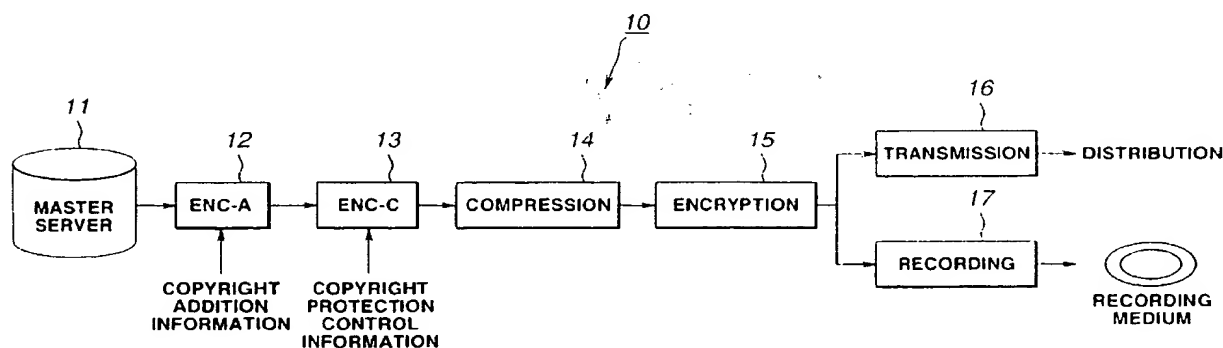 10
11
MASTER
SERVER
12
ENC-A
COPYRIGHT
ADDITION
INFORMATION
13
ENC-C
COPYRIGHT
PROTECTION
CONTROL
INFORMATION
14
COMPRESSION
15
ENCRYPTION
16
TRANSMISSION
DISTRIBUTION
17
RECORDING
RECORDING
MEDIUM